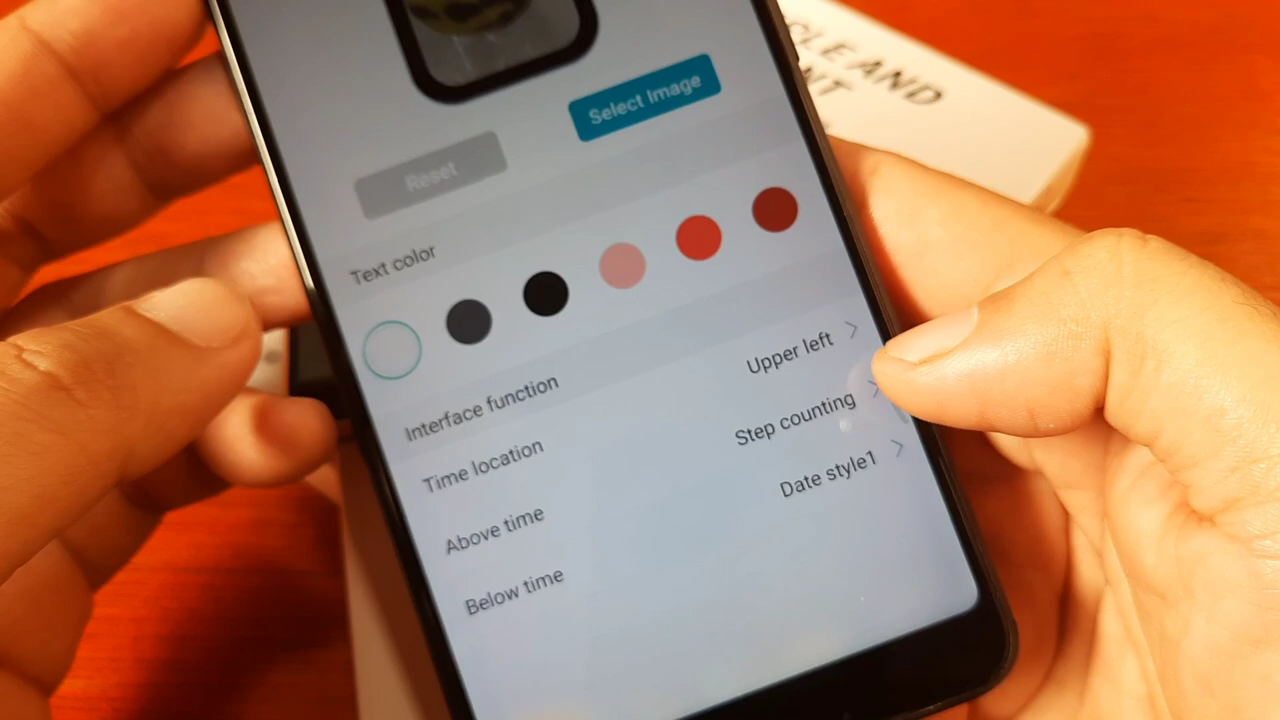 Select Image
Reset
Text color
Interface function
Time location Upper left
Above time Step counting
Below time Date style1
AND